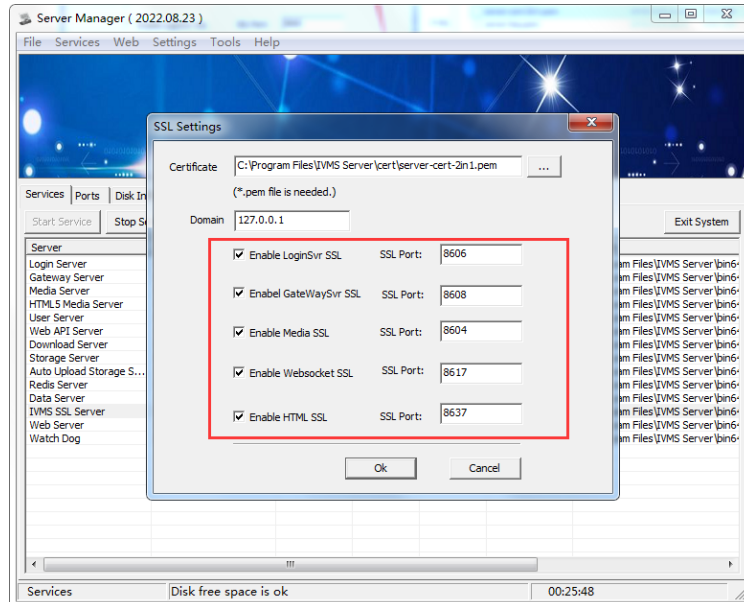 Server Manager ( 2022.08.23 )
File Services Web Settings Tools Help
SSL Settings
Certificate C:\Program Files\IVMS Server\cert\server-cert-2in1.pem ...
(*.pem file is needed.)
Domain 127.0.0.1
Enable LoginSvr SSL SSL Port: 8606
Enabel GateWaySvr SSL SSL Port: 8608
Enable Media SSL SSL Port: 8604
Enable Websocket SSL SSL Port: 8617
Enable HTML SSL SSL Port: 8637
Ok Cancel
Services Ports Disk In
Start Service Stop S Exit System
Server
Login Server am Files\IVMS Server\bin6
Gateway Server am Files\IVMS Server\bin6
Media Server am Files\IVMS Server\bin6
HTML5 Media Server am Files\IVMS Server\bin6
User Server am Files\IVMS Server\bin6
Web API Server am Files\IVMS Server\bin6
Download Server am Files\IVMS Server\bin6
Storage Server am Files\IVMS Server\bin6
Auto Upload Storage S... am Files\IVMS Server\bin6
Redis Server am Files\IVMS Server\bin6
Data Server am Files\IVMS Server\bin6
IVMS SSL Server am Files\IVMS Server\bin6
Web Server am Files\IVMS Server\bin6
Watch Dog am Files\IVMS Server\bin6
Services Disk free space is ok 00:25:48